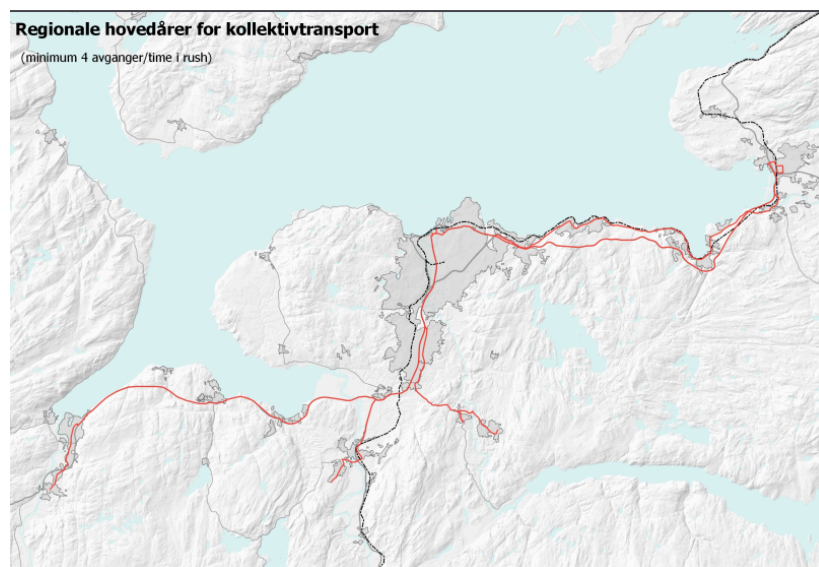 Regionale hovedårer for kollektivtransport
(minimum 4 avganger/time i rush)